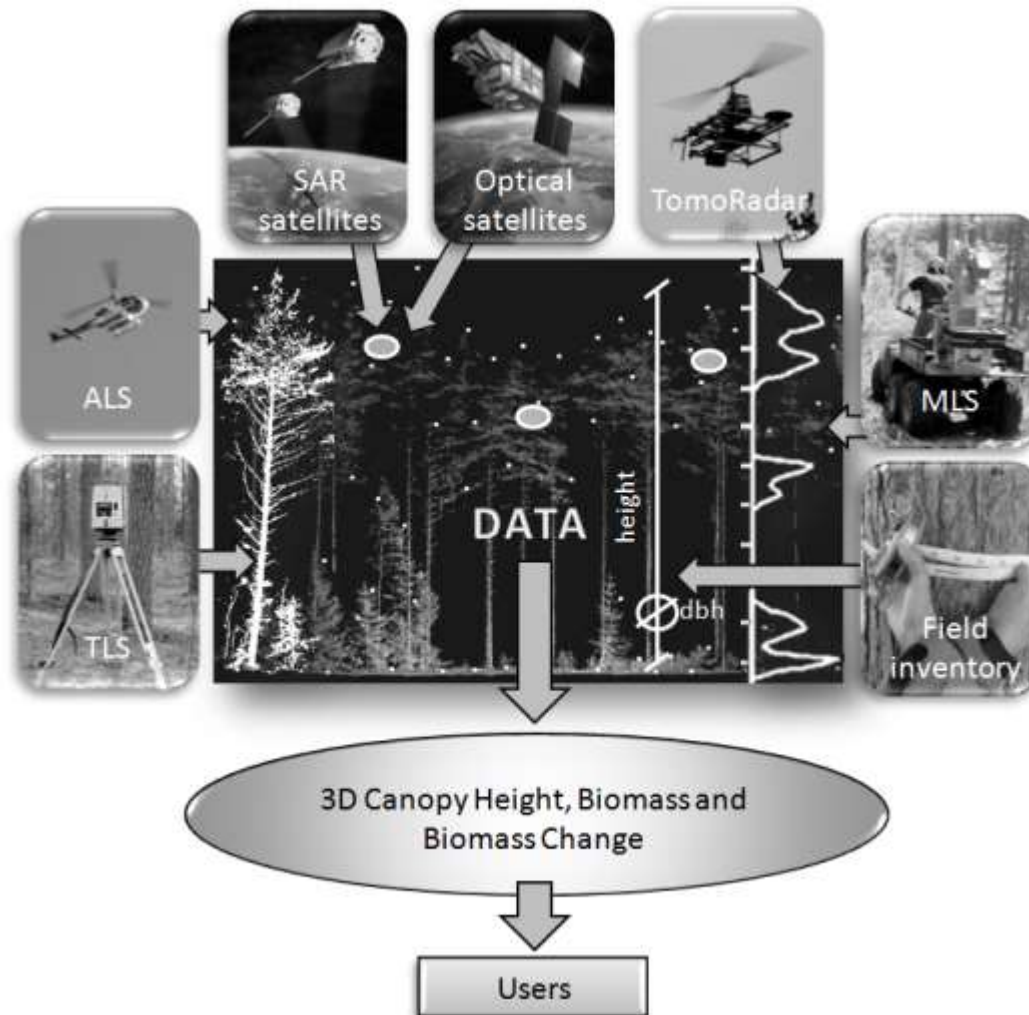 SAR
satellites
Optical
satellites
TomoRadar
ALS
MLS
TLS
DATA
height
dbh
Field
inventory
3D Canopy Height, Biomass and
Biomass Change
Users